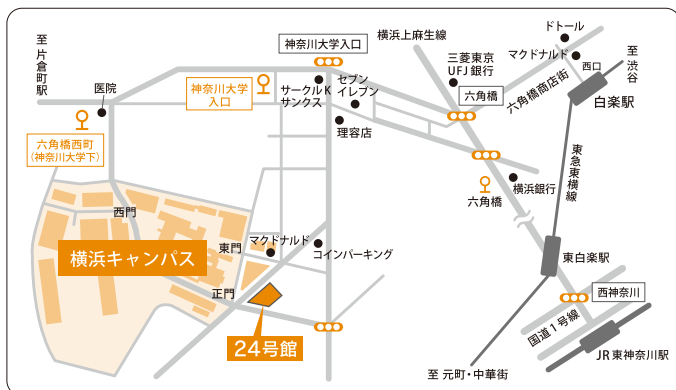 至 片倉町駅
医院
六角橋西町
(神奈川大学下)
神奈川大学
入口
神奈川大学入口
サークルK
サンクス
セブン
イレブン
理容店
横浜上麻生線
三菱東京
UFJ 銀行
六角橋
六角橋商店街
ドトール
マクドナルド
西口
至 渋谷
白楽駅
東急東横線
横浜銀行
六角橋
西門
横浜キャンパス
東門
マクドナルド
コインパーキング
正門
24号館
東白楽駅
西神奈川
国道1号線
JR 東神奈川駅
至 元町・中華街